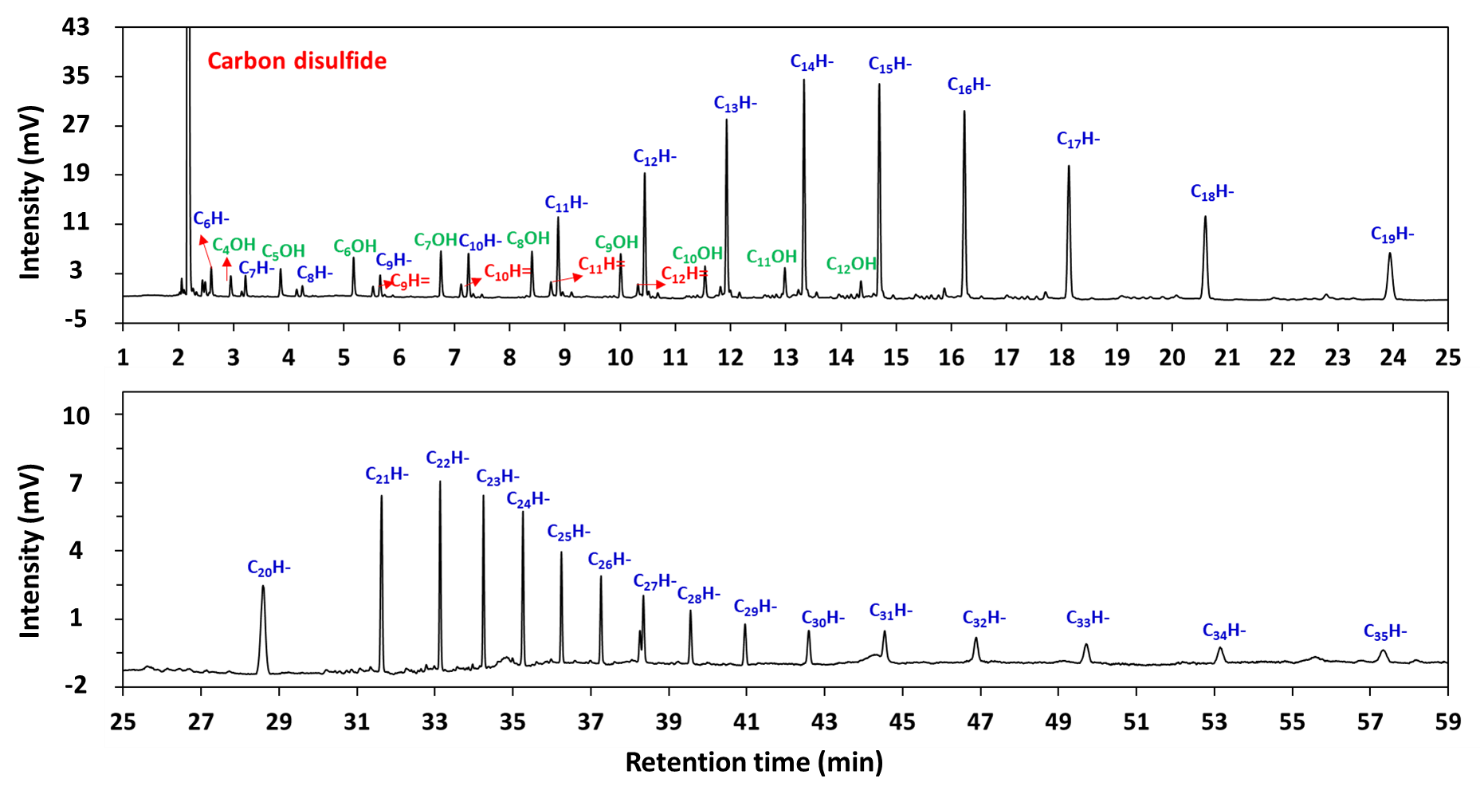 43
35
27
19
11
3
-5
Intensity (mV)
Carbon disulfide
C₆H-
C₄OH
C₇H-
C₅OH
C₈H-
C₆OH
C₉H-
C₉H=
C₇OH
C₁₀H-
C₁₀H=
C₈OH
C₁₁H-
C₁₁H=
C₉OH
C₁₂H-
C₁₂H=
C₁₀OH
C₁₃H-
C₁₁OH
C₁₄H-
C₁₂OH
C₁₅H-
C₁₆H-
C₁₇H-
C₁₈H-
C₁₉H-
1 2 3 4 5 6 7 8 9 10 11 12 13 14 15 16 17 18 19 20 21 22 23 24 25
10
7
4
1
-2
Intensity (mV)
C₂₀H-
C₂₁H-
C₂₂H-
C₂₃H-
C₂₄H-
C₂₅H-
C₂₆H-
C₂₇H-
C₂₈H-
C₂₉H-
C₃₀H-
C₃₁H-
C₃₂H-
C₃₃H-
C₃₄H-
C₃₅H-
25 27 29 31 33 35 37 39 41 43 45 47 49 51 53 55 57 59
Retention time (min)